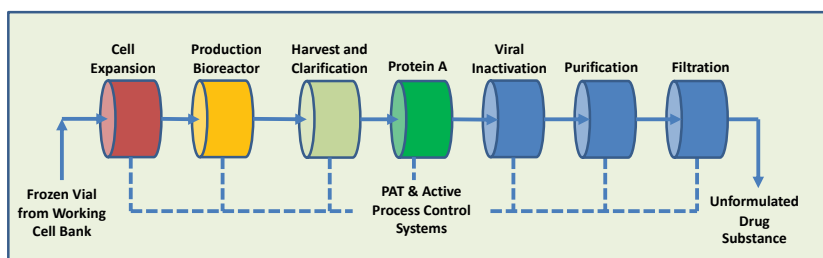 Cell
Expansion
Production
Bioreactor
Harvest and
Clarification
Protein A
Viral
Inactivation
Purification
Filtration
Frozen Vial
from Working
Cell Bank
PAT & Active
Process Control
Systems
Unformulated
Drug
Substance